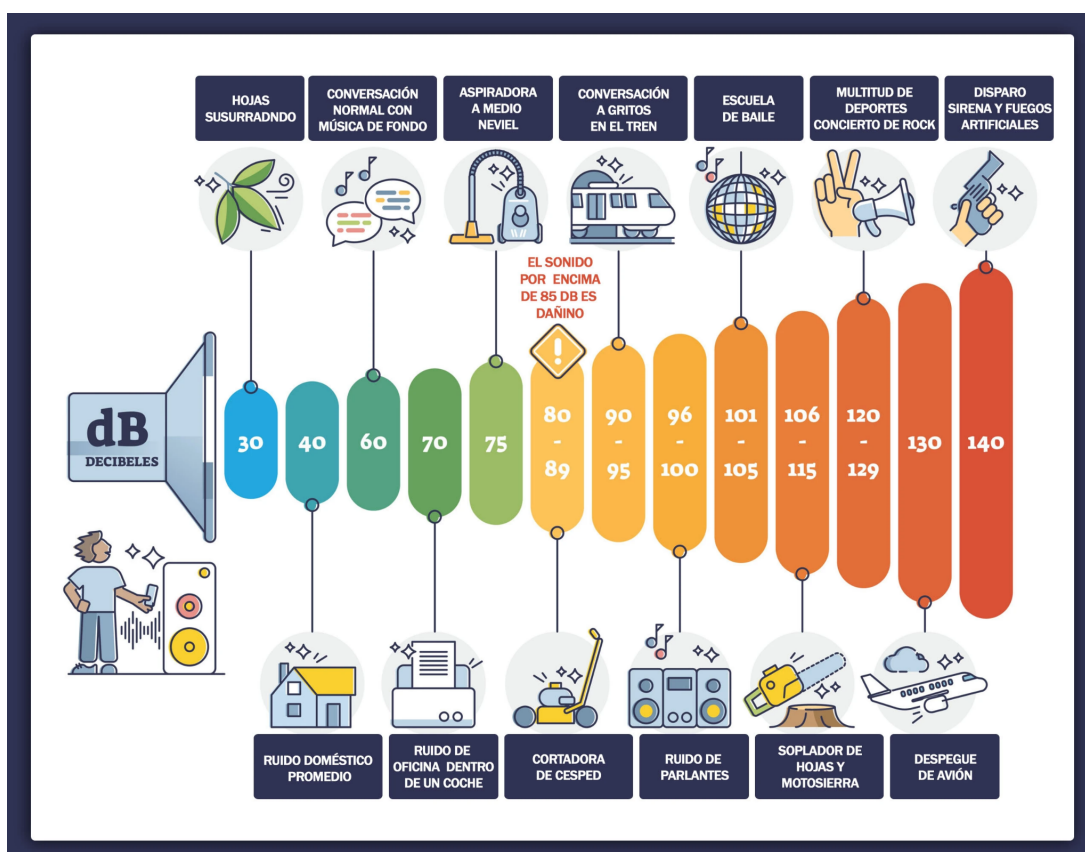 HOJAS
SUSURRADNDO
CONVERSACIÓN
NORMAL CON
MÚSICA DE FONDO
ASPIRADORA
A MEDIO
NEVIEL
CONVERSACIÓN
A GRITOS
EN EL TREN
ESCUELA
DE BAILE
MULTITUD DE
DEPORTES
CONCIERTO DE ROCK
DISPARO
SIRENA Y FUEGOS
ARTIFICIALES
EL SONIDO
POR ENCIMA
DE 85 DB ES
DAÑINO
!
dB
DECIBELES
30
40
60
70
75
80
-
89
90
-
95
96
-
100
101
-
105
106
-
115
120
-
129
130
140
RUIDO DOMÉSTICO
PROMEDIO
RUIDO DE
OFICINA DENTRO
DE UN COCHE
CORTADORA
DE CESPED
RUIDO DE
PARLANTES
SOPLADOR DE
HOJAS Y
MOTOSIERRA
DESPEGUE
DE AVIÓN